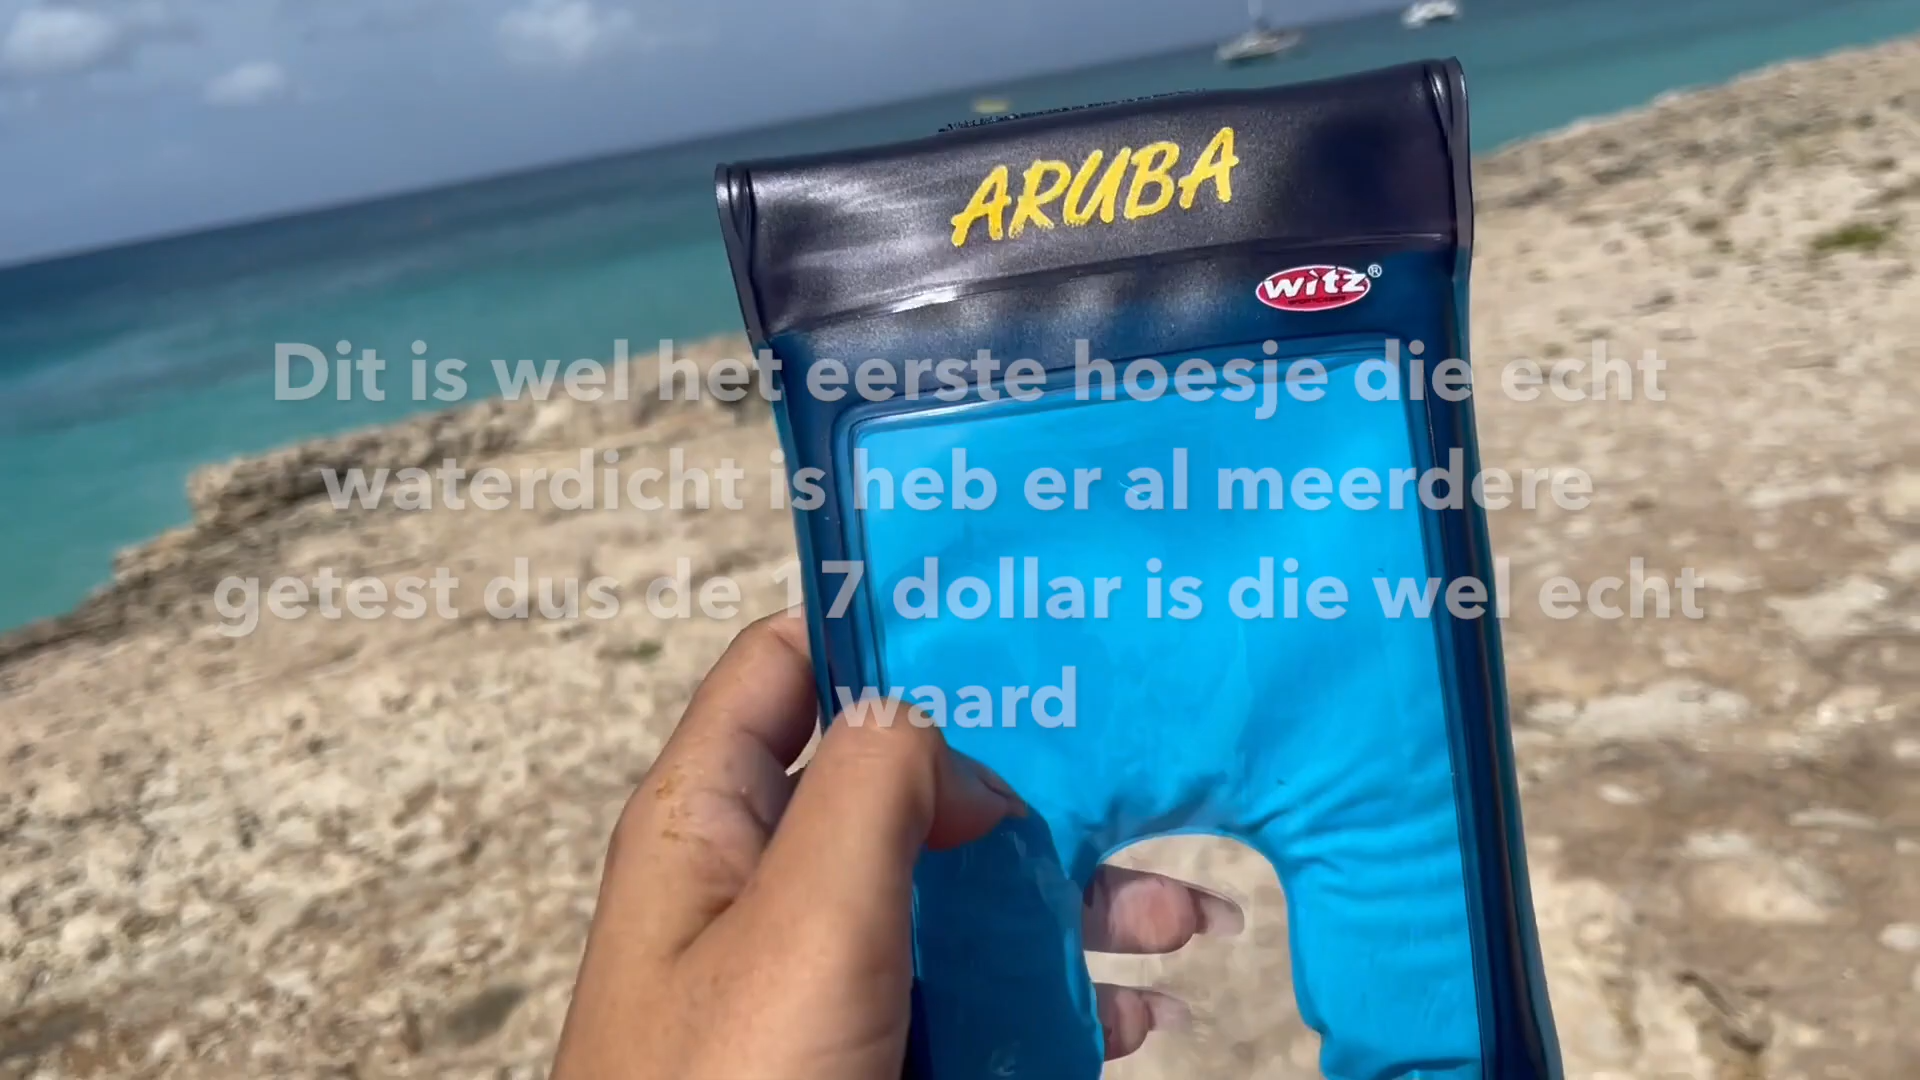 ARUBA
witz®
Dit is wel het eerste hoesje die echt
waterdicht is heb er al meerdere
getest dus de 17 dollar is die wel echt
waard